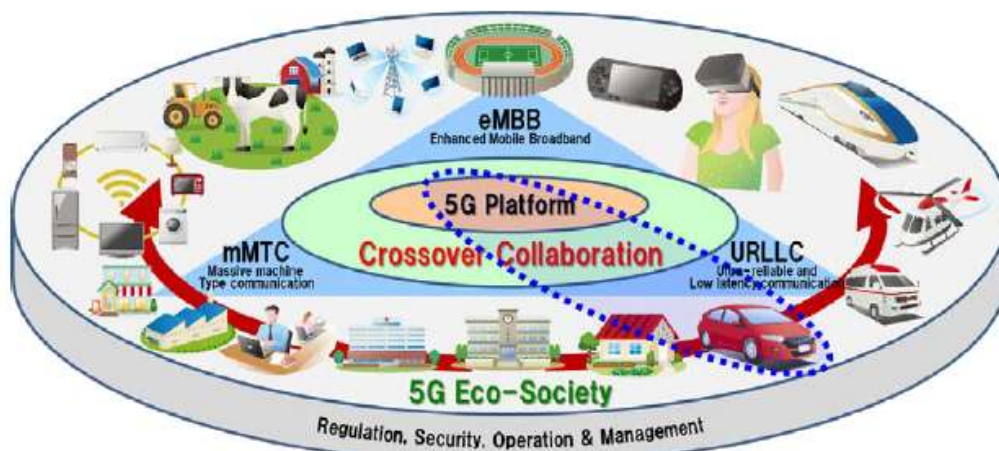 eMBB
Enhanced Mobile Broadband
5G Platform
Crossover Collaboration
mMTC
Massive machine
Type communication
URLLC
Ultra-reliable and
Low latency communication
5G Eco-Society
Regulation, Security, Operation & Management